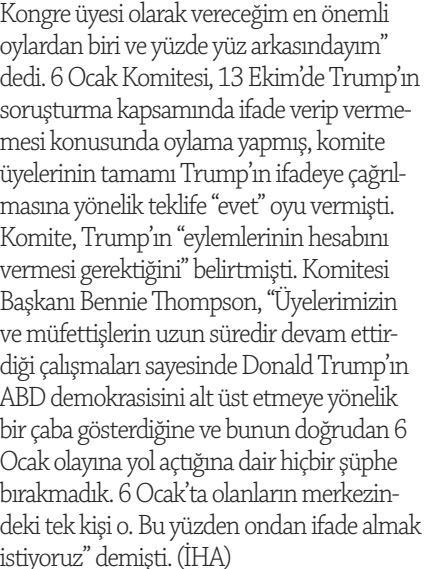 Kongre üyesi olarak vereceğim en önemli
oylardan biri ve yüzde yüz arkasındayım”
dedi. 6 Ocak Komitesi, 13 Ekim’de Trump’ın
soruşturma kapsamında ifade verip verme-
mesi konusunda oylama yapmış, komite
üyelerinin tamamı Trump’ın ifadeye çağrıl-
masına yönelik teklife “evet” oyu vermişti.
Komite, Trump’ın “eylemlerinin hesabını
vermesi gerektiğini” belirtmişti. Komitesi
Başkanı Bennie Thompson, “Üyelerimizin
ve müfettişlerin uzun süredir devam ettir-
diği çalışmaları sayesinde Donald Trump’ın
ABD demokrasisini alt üst etmeye yönelik
bir çaba gösterdiğine ve bunun doğrudan 6
Ocak olayına yol açtığına dair hiçbir şüphe
bırakmadık. 6 Ocak’ta olanların merkezin-
deki tek kişi o. Bu yüzden ondan ifade almak
istiyoruz” demişti. (İHA)